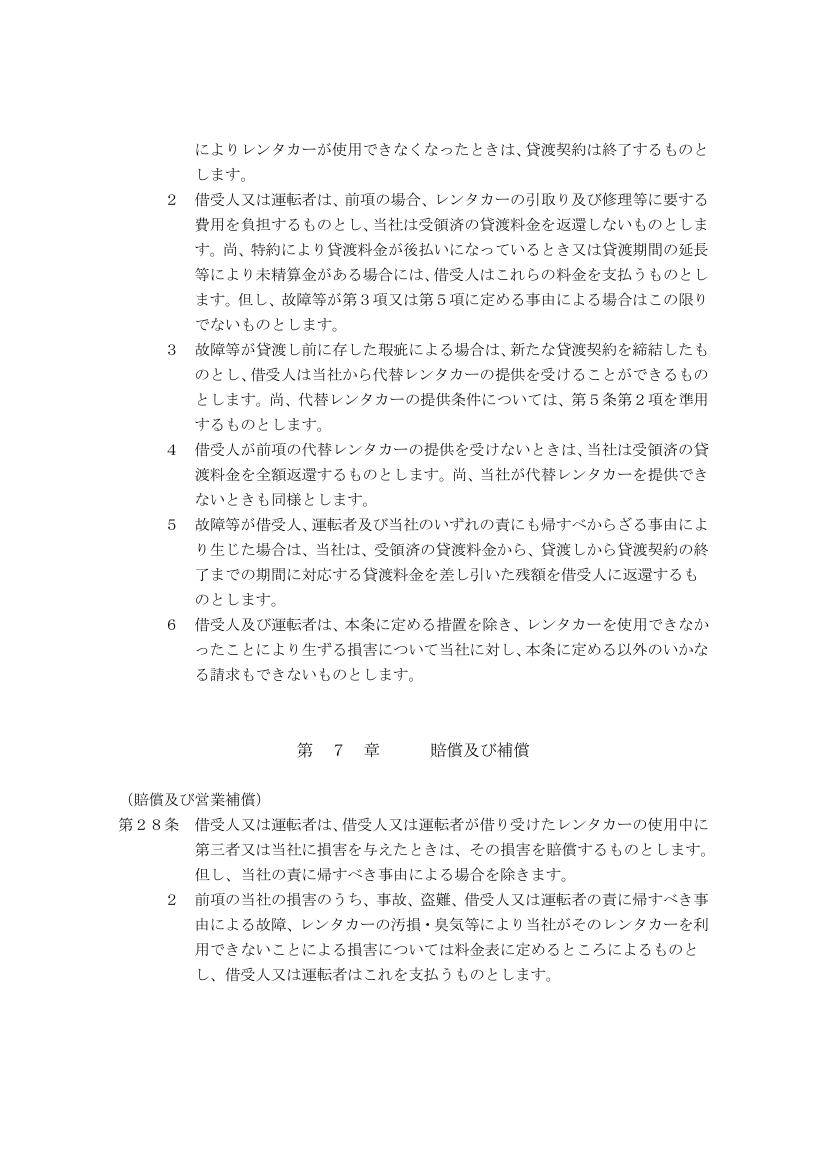 によりレンタカーが使用できなくなったときは、貸渡契約は終了するものと
します。
２　借受人又は運転者は、前項の場合、レンタカーの引取り及び修理等に要する
費用を負担するものとし、当社は受領済の貸渡料金を返還しないものとしま
す。尚、特約により貸渡料金が後払いになっているとき又は貸渡期間の延長
等により未精算金がある場合には、借受人はこれらの料金を支払うものとし
ます。但し、故障等が第３項又は第５項に定める事由による場合はこの限り
でないものとします。
３　故障等が貸渡し前に存した瑕疵による場合は、新たな貸渡契約を締結したも
のとし、借受人は当社から代替レンタカーの提供を受けることができるもの
とします。尚、代替レンタカーの提供条件については、第５条第２項を準用
するものとします。
４　借受人が前項の代替レンタカーの提供を受けないときは、当社は受領済の貸
渡料金を全額返還するものとします。尚、当社が代替レンタカーを提供でき
ないときも同様とします。
５　故障等が借受人、運転者及び当社のいずれの責にも帰すべからざる事由によ
り生じた場合は、当社は、受領済の貸渡料金から、貸渡しから貸渡契約の終
了までの期間に対応する貸渡料金を差し引いた残額を借受人に返還するも
のとします。
６　借受人及び運転者は、本条に定める措置を除き、レンタカーを使用できなか
ったことにより生ずる損害について当社に対し、本条に定める以外のいかな
る請求もできないものとします。
第　７　章　　　賠償及び補償
（賠償及び営業補償）
第２８条　借受人又は運転者は、借受人又は運転者が借り受けたレンタカーの使用中に
第三者又は当社に損害を与えたときは、その損害を賠償するものとします。
但し、当社の責に帰すべき事由による場合を除きます。
２　前項の当社の損害のうち、事故、盗難、借受人又は運転者の責に帰すべき事
由による故障、レンタカーの汚損・臭気等により当社がそのレンタカーを利
用できないことによる損害については料金表に定めるところによるものと
し、借受人又は運転者はこれを支払うものとします。